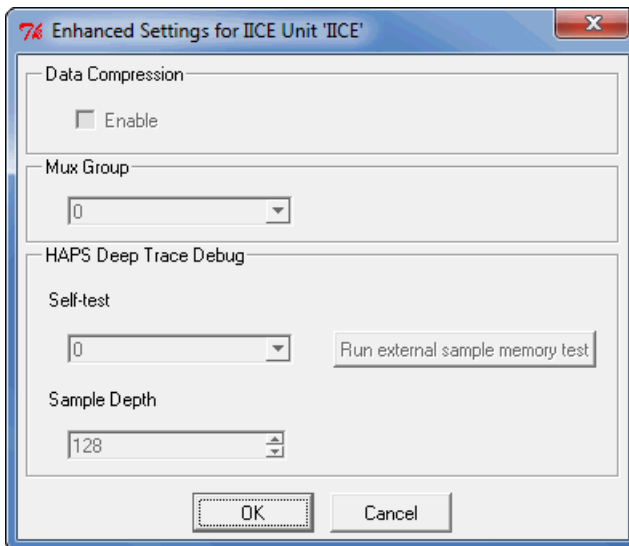 Enhanced Settings for IICE Unit 'IICE'
Data Compression
Enable
Mux Group
0
HAPS Deep Trace Debug
Self-test
0
Run external sample memory test
Sample Depth
128
OK
Cancel